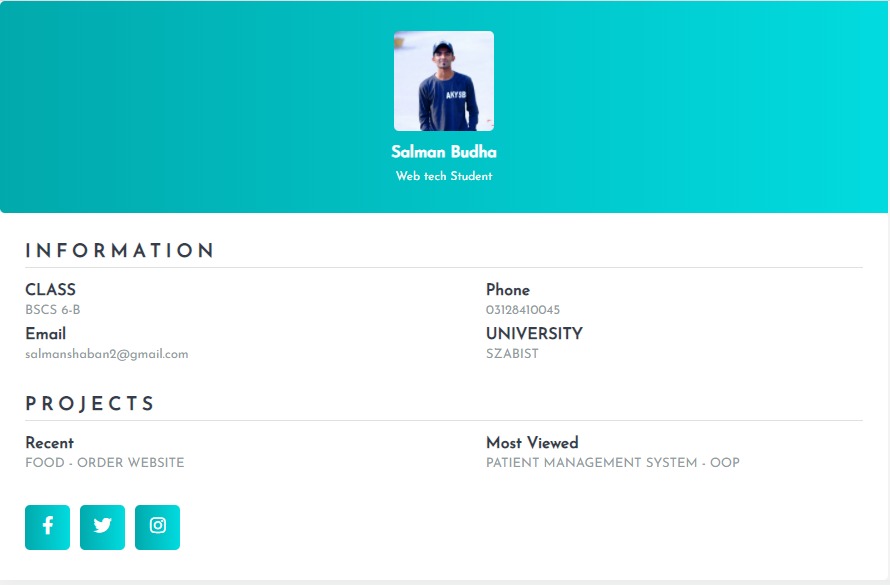 AKYSB
Salman Budha
Web tech Student
INFORMATION
CLASS
BSCS 6-B
Phone
03128410045
Email
salmanshaban2@gmail.com
UNIVERSITY
SZABIST
PROJECTS
Recent
FOOD - ORDER WEBSITE
Most Viewed
PATIENT MANAGEMENT SYSTEM - OOP